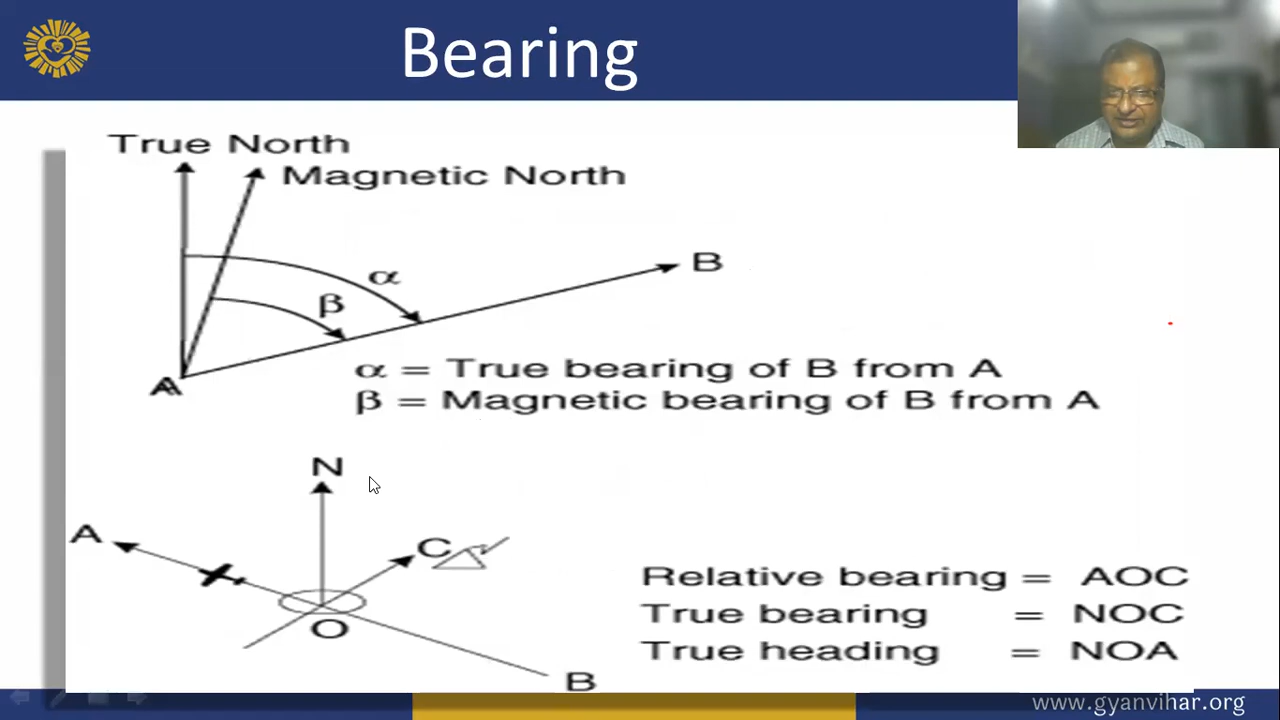 Bearing
True North
Magnetic North
B
α
β
A
α = True bearing of B from A
β = Magnetic bearing of B from A
N
A
C
O
B
Relative bearing = AOC
True bearing = NOC
True heading = NOA
www.gyanvihar.org